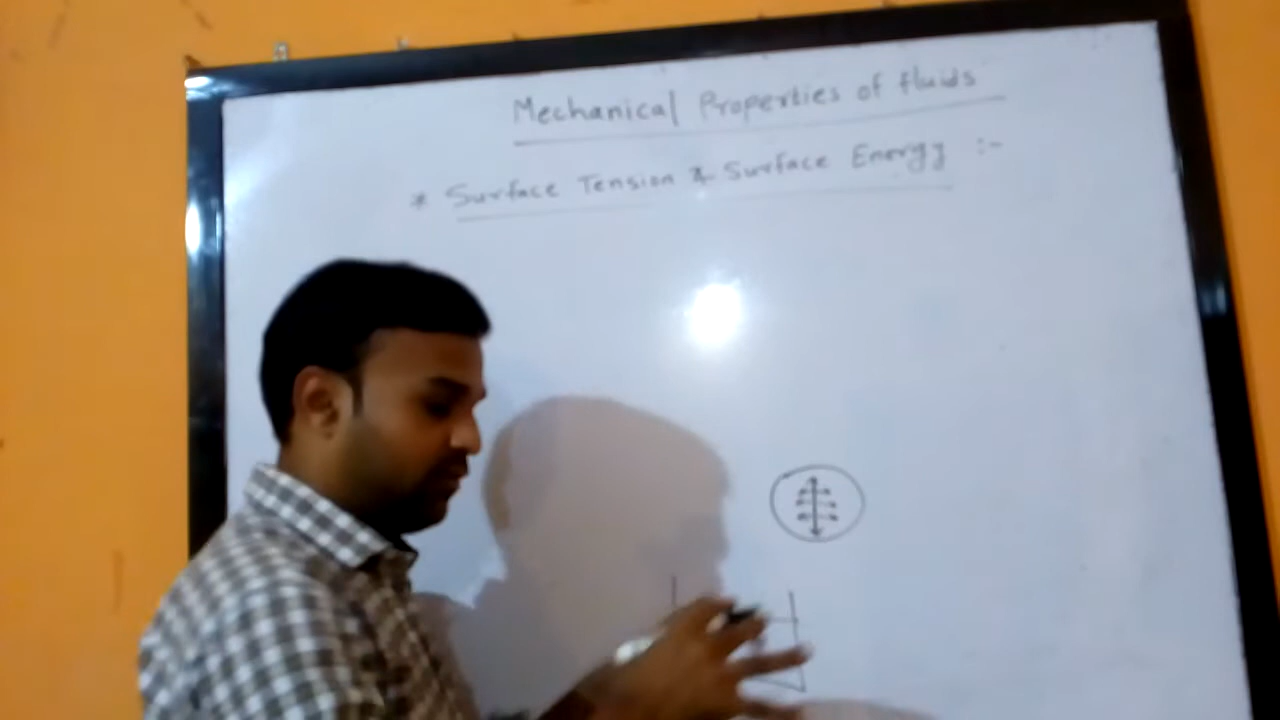 Mechanical Properties of fluids
* Surface Tension & Surface Energy :-